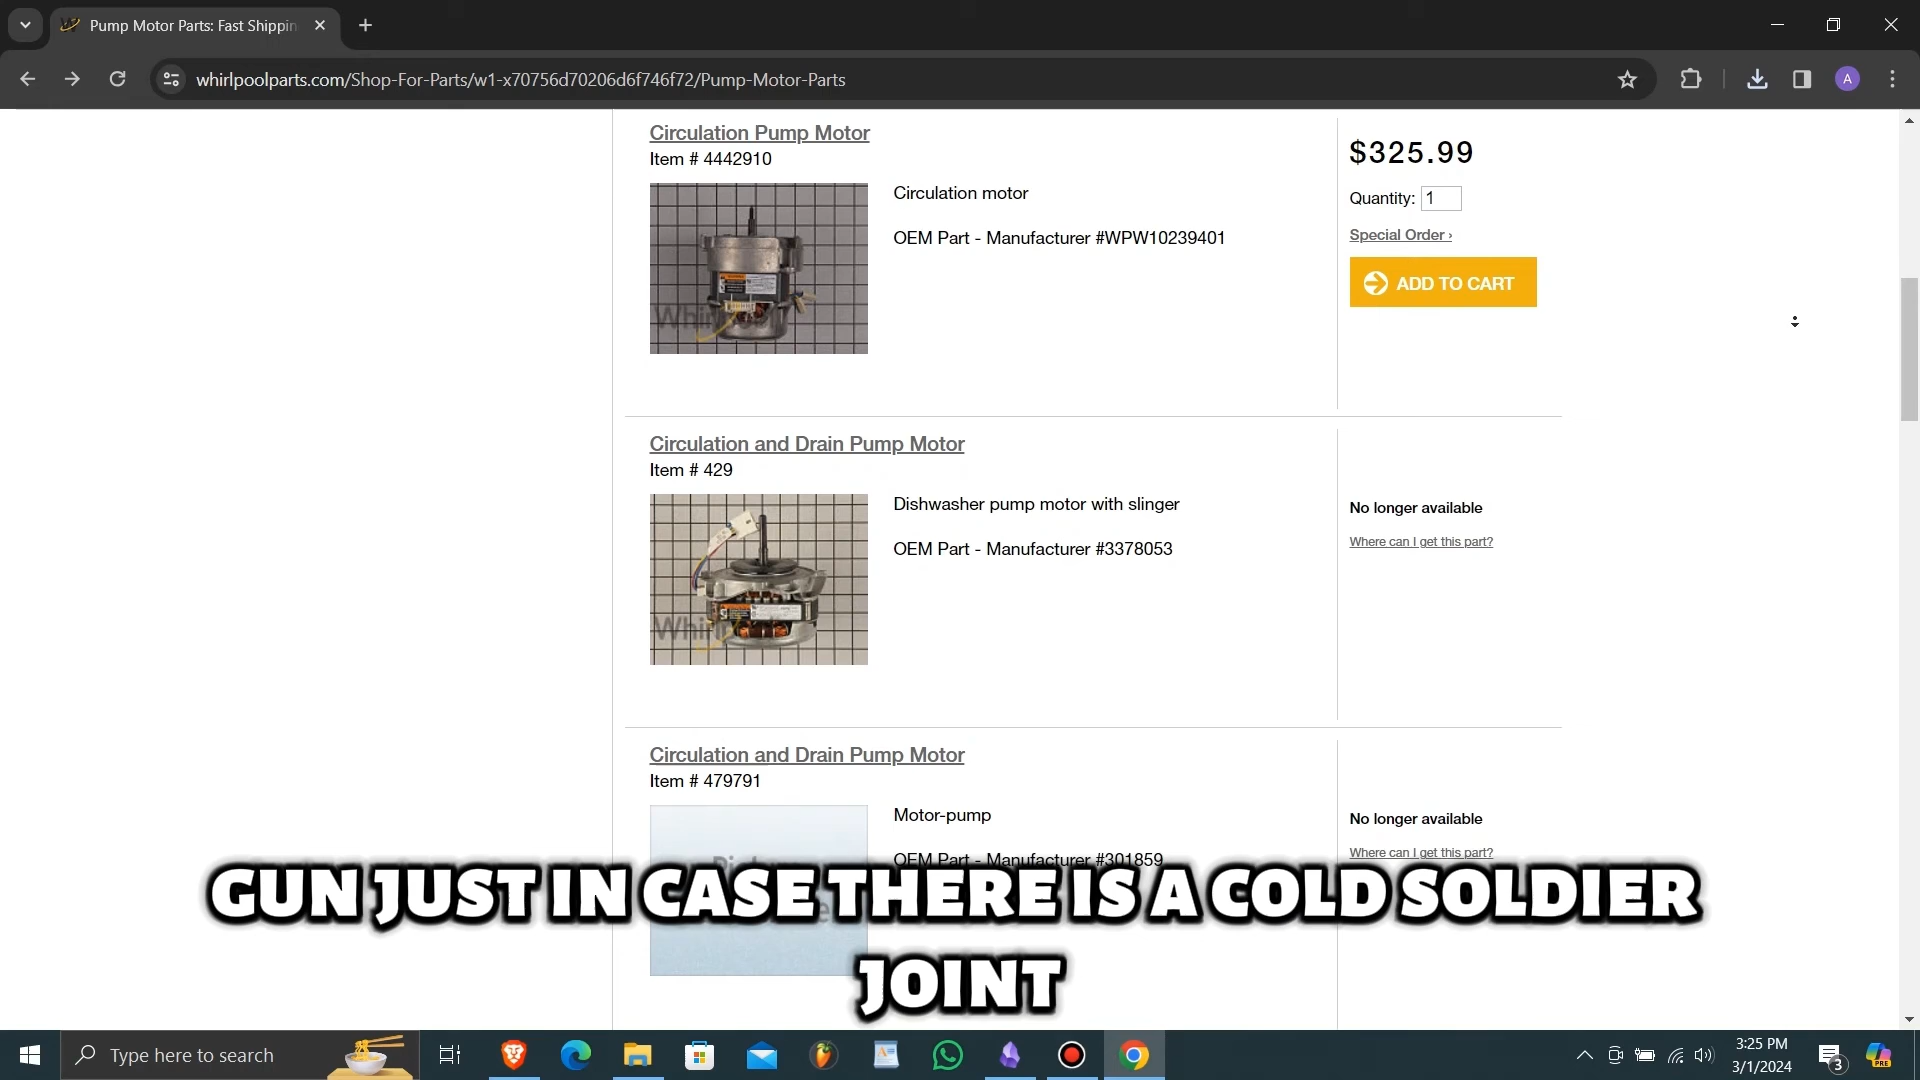 Pump Motor Parts: Fast Shippin
whirlpoolparts.com/Shop-For-Parts/w1-x70756d70206d6f746f72/Pump-Motor-Parts
A
Circulation Pump Motor
Item # 4442910
Circulation motor
OEM Part - Manufacturer #WPW10239401
$325.99
Quantity: 1
Special Order ›
ADD TO CART
Circulation and Drain Pump Motor
Item # 429
Dishwasher pump motor with slinger
OEM Part - Manufacturer #3378053
No longer available
Where can I get this part?
Circulation and Drain Pump Motor
Item # 479791
Motor-pump
OEM Part - Manufacturer #301859
No longer available
Where can I get this part?
GUN JUST IN CASE THERE IS A COLD SOLDIER
JOINT
Type here to search
3:25 PM
3/1/2024
3
PRE